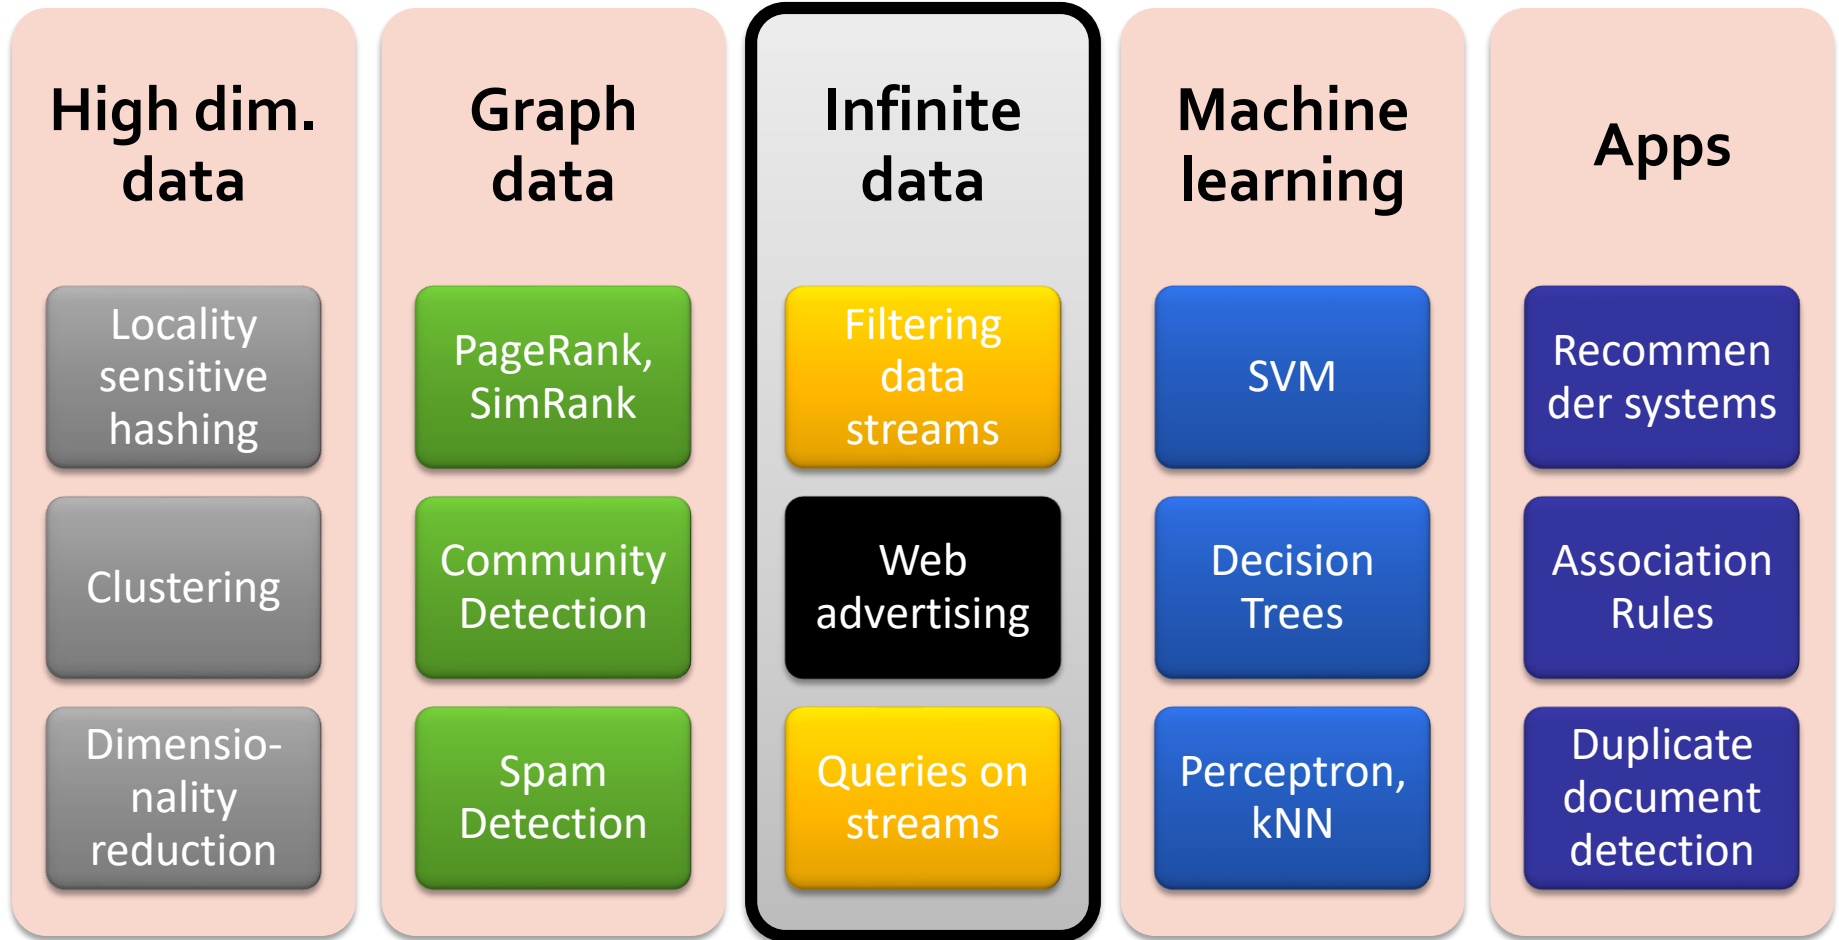 High dim.
data
Locality
sensitive
hashing
Clustering
Dimensio-
nality
reduction
Graph
data
PageRank,
SimRank
Community
Detection
Spam
Detection
Infinite
data
Filtering
data
streams
Web
advertising
Queries on
streams
Machine
learning
SVM
Decision
Trees
Perceptron,
kNN
Apps
Recommen
der systems
Association
Rules
Duplicate
document
detection